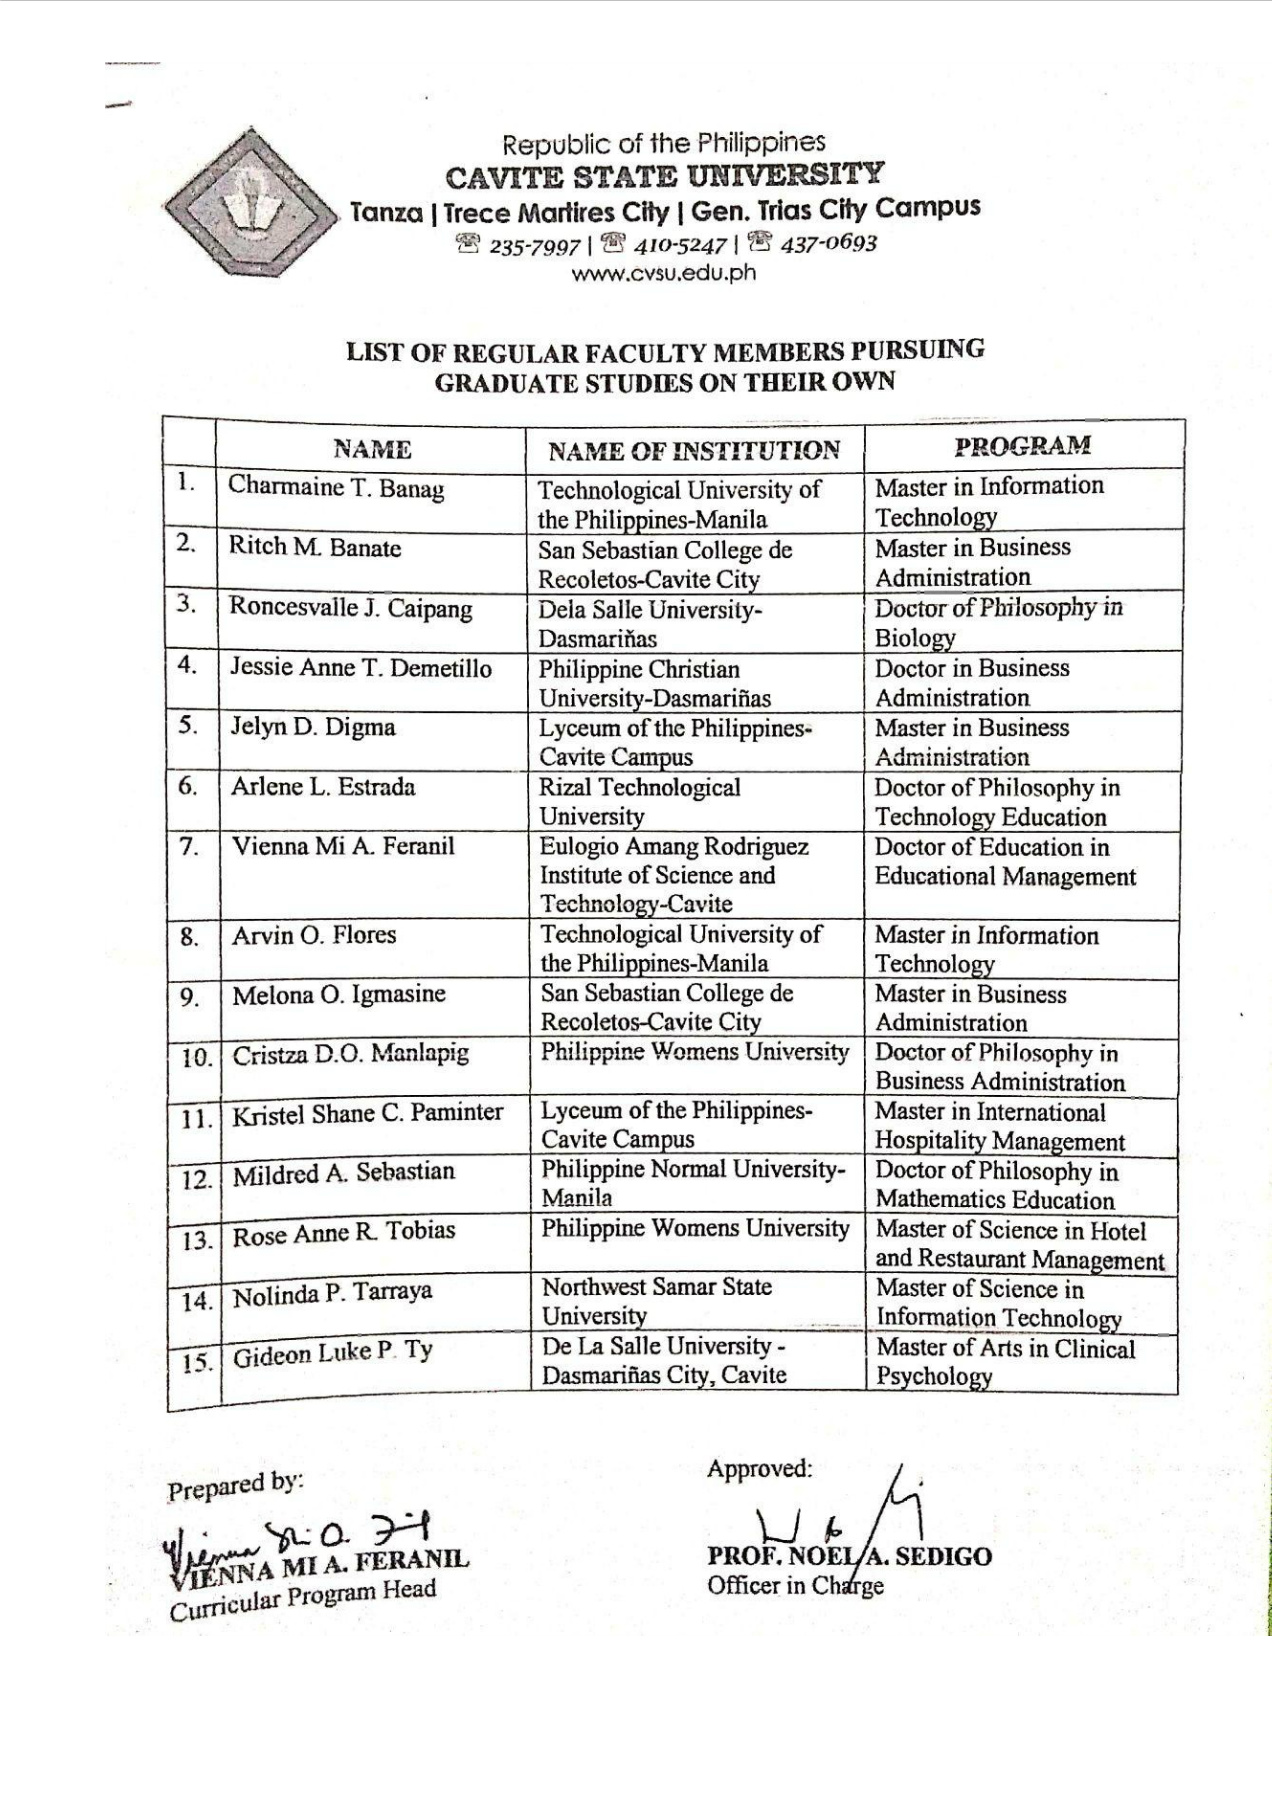 Republic of the Philippines
CAVITE STATE UNIVERSITY
Tanza | Trece Martires City | Gen. Trias City Campus
☏ 235-7997 | ☏ 410-5247 | ☏ 437-0693
www.cvsu.edu.ph
LIST OF REGULAR FACULTY MEMBERS PURSUING
GRADUATE STUDIES ON THEIR OWN
NAME NAME OF INSTITUTION PROGRAM
1. Charmaine T. Banag Technological University of Master in Information
the Philippines-Manila Technology
2. Ritch M. Banate San Sebastian College de Master in Business
Recoletos-Cavite City Administration
3. Roncesvalle J. Caipang Dela Salle University- Doctor of Philosophy in
Dasmariñas Biology
4. Jessie Anne T. Demetillo Philippine Christian Doctor in Business
University-Dasmariñas Administration
5. Jelyn D. Digma Lyceum of the Philippines- Master in Business
Cavite Campus Administration
6. Arlene L. Estrada Rizal Technological Doctor of Philosophy in
University Technology Education
7. Vienna Mi A. Feranil Eulogio Amang Rodriguez Doctor of Education in
Institute of Science and Educational Management
Technology-Cavite
8. Arvin O. Flores Technological University of Master in Information
the Philippines-Manila Technology
9. Melona O. Igmasine San Sebastian College de Master in Business
Recoletos-Cavite City Administration
10. Cristza D.O. Manlapig Philippine Womens University Doctor of Philosophy in
Business Administration
11. Kristel Shane C. Paminter Lyceum of the Philippines- Master in International
Cavite Campus Hospitality Management
12. Mildred A. Sebastian Philippine Normal University- Doctor of Philosophy in
Manila Mathematics Education
13. Rose Anne R. Tobias Philippine Womens University Master of Science in Hotel
and Restaurant Management
14. Nolinda P. Tarraya Northwest Samar State Master of Science in
University Information Technology
15. Gideon Luke P. Ty De La Salle University - Master of Arts in Clinical
Dasmariñas City, Cavite Psychology
Prepared by: Approved:
VIENNA MI A. FERANIL PROF. NOEL A. SEDIGO
Curricular Program Head Officer in Charge